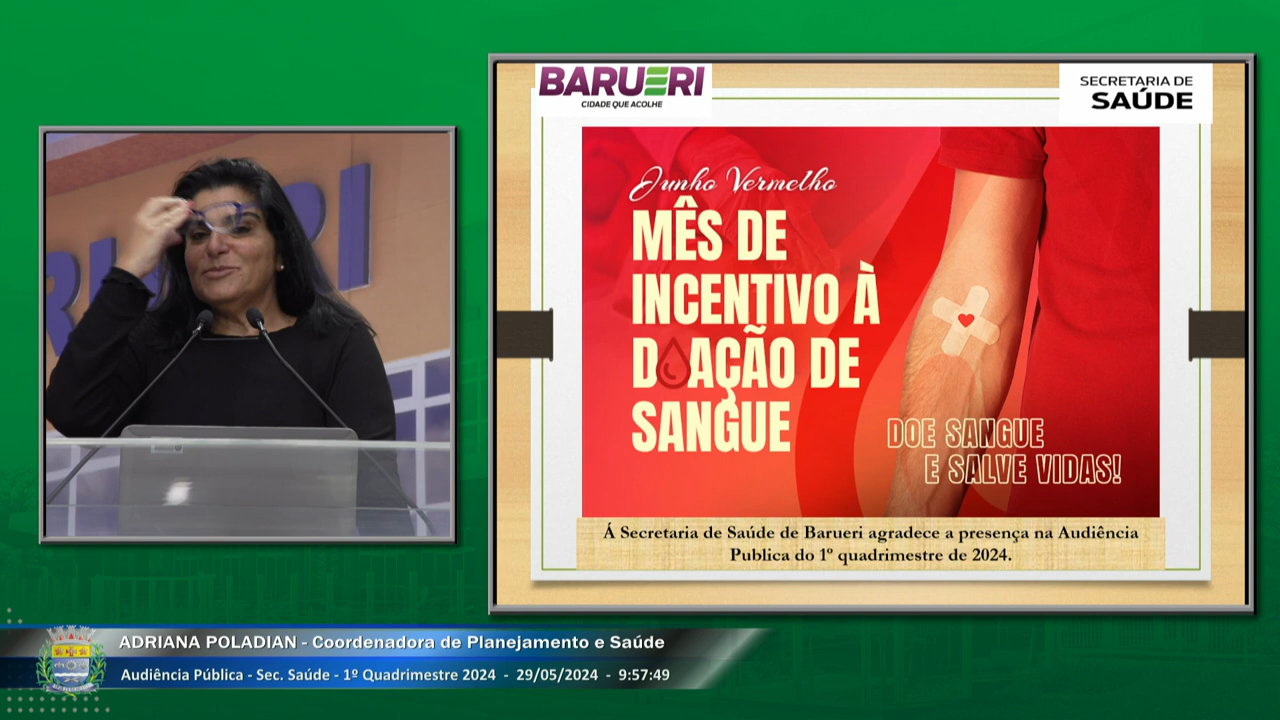 BARUERI
CIDADE QUE ACOLHE
SECRETARIA DE
SAÚDE
Junho Vermelho
MÊS DE
INCENTIVO À
DOAÇÃO DE
SANGUE
DOE SANGUE
E SALVE VIDAS!
Á Secretaria de Saúde de Barueri agradece a presença na Audiência
Publica do 1º quadrimestre de 2024.
ADRIANA POLADIAN - Coordenadora de Planejamento e Saúde
Audiência Pública - Sec. Saúde - 1º Quadrimestre 2024 - 29/05/2024 - 9:57:49